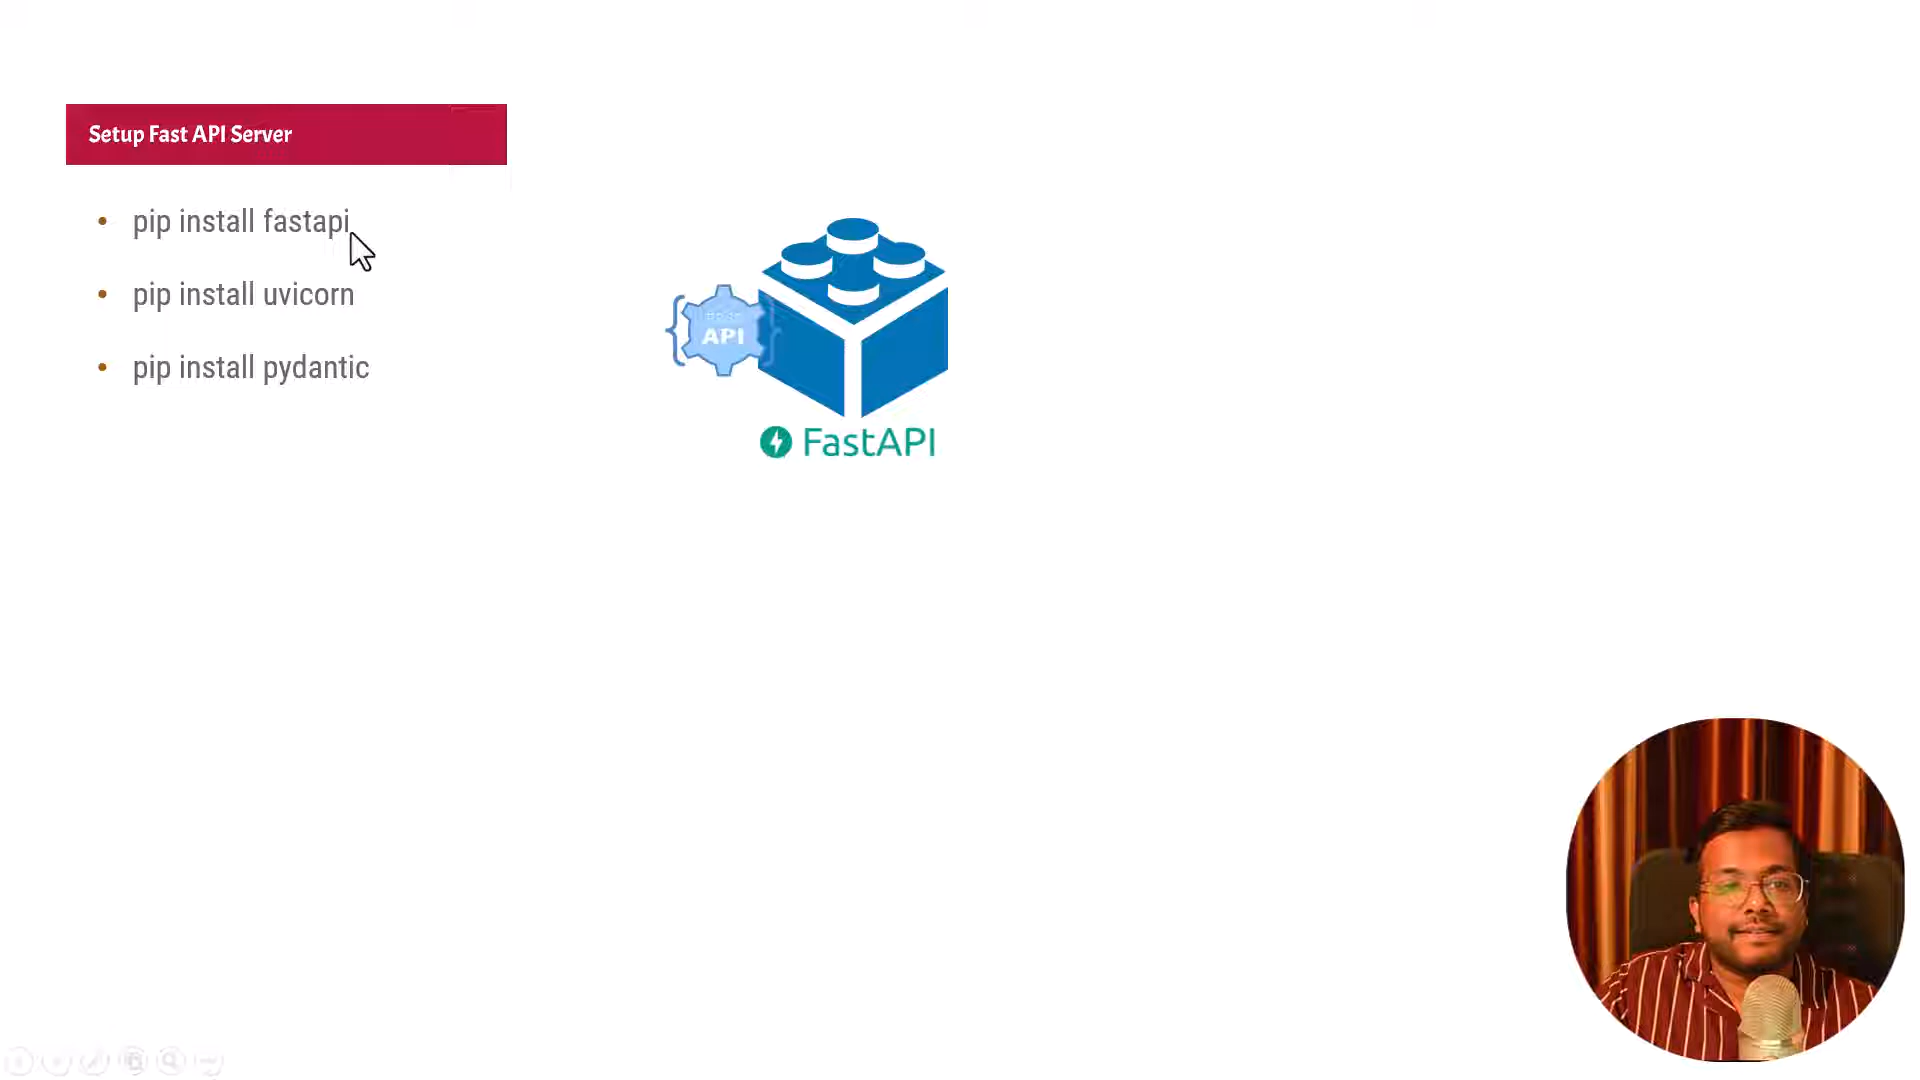 Setup Fast API Server
• pip install fastapi
• pip install uvicorn
• pip install pydantic
API
FastAPI